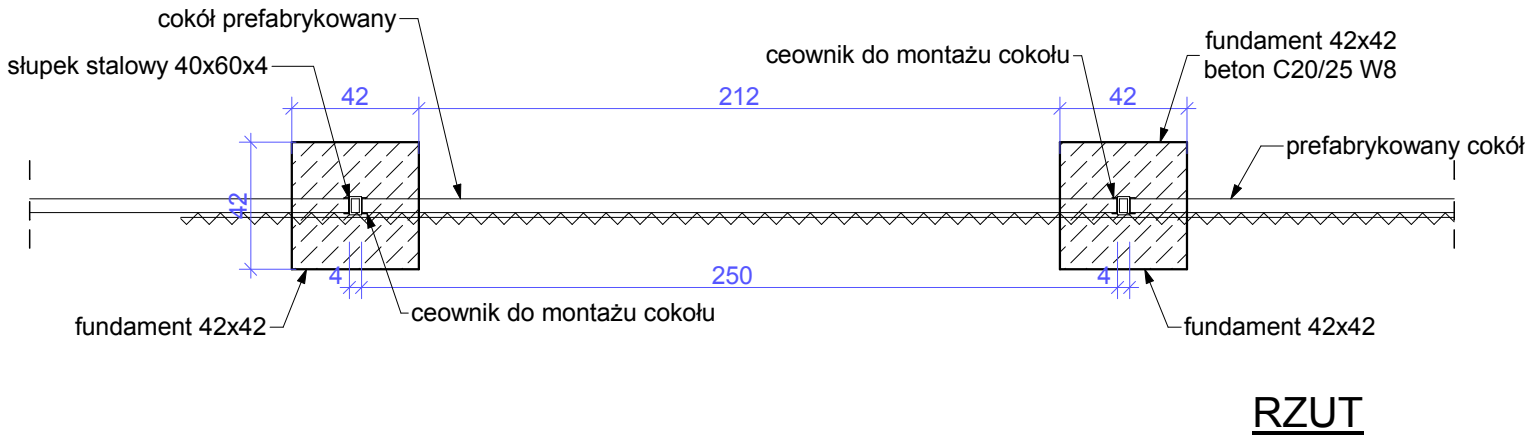 cokół prefabrykowany
słupek stalowy 40x60x4
ceownik do montażu cokołu
fundament 42x42
beton C20/25 W8
42
212
42
prefabrykowany cokół
42
4
250
4
ceownik do montażu cokołu
fundament 42x42
fundament 42x42
RZUT